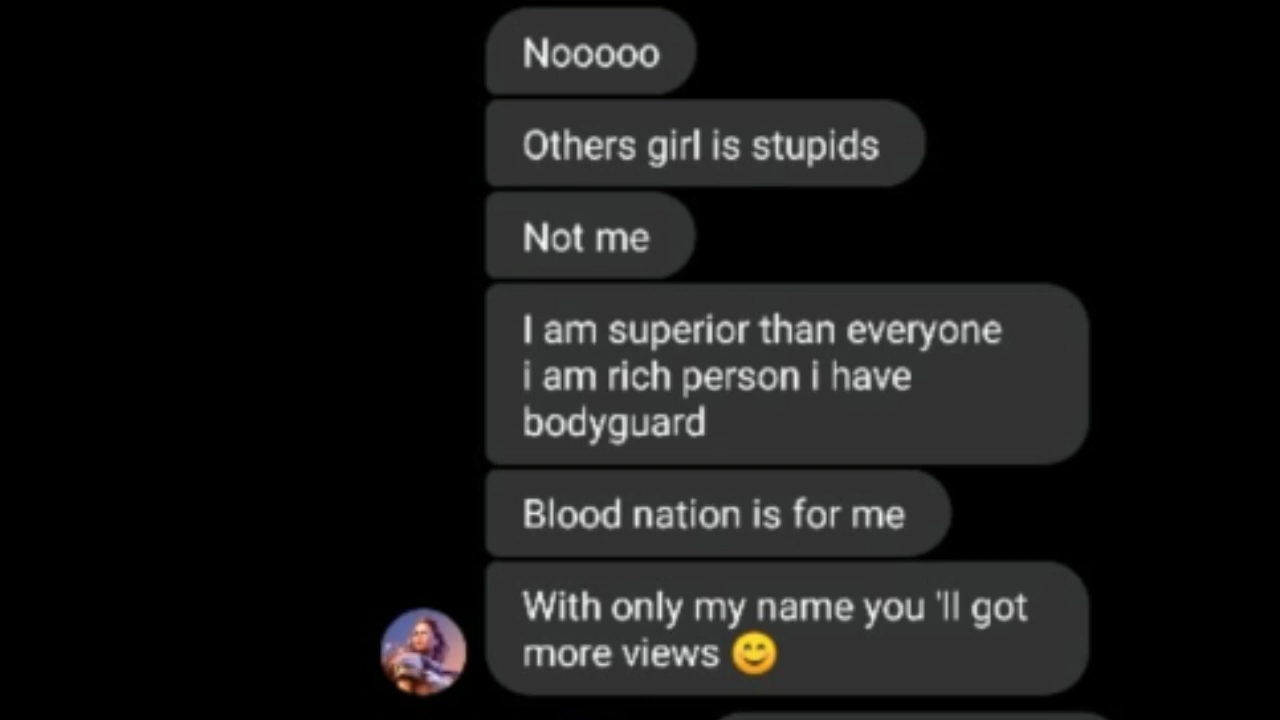 Nooooo
Others girl is stupids
Not me
I am superior than everyone
i am rich person i have
bodyguard
Blood nation is for me
With only my name you 'll got
more views 😊